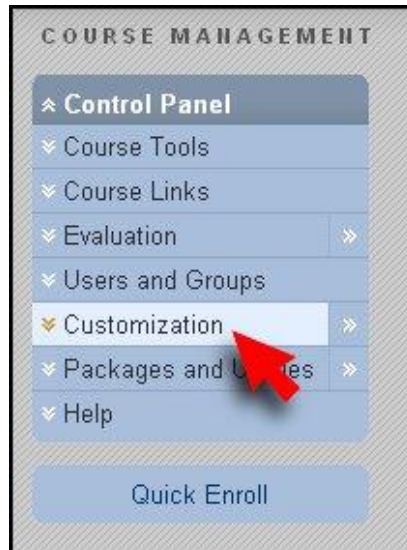 COURSE MANAGEMENT
Control Panel
Course Tools
Course Links
Evaluation
Users and Groups
Customization
Packages and
Help
Quick Enroll